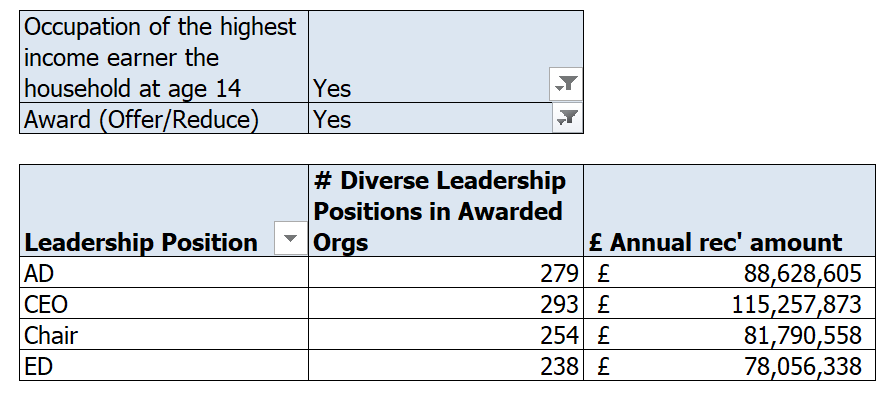 Occupation of the highest
income earner the
household at age 14 Yes
Award (Offer/Reduce) Yes
# Diverse Leadership
Positions in Awarded
Leadership Position Orgs £ Annual rec' amount
AD 279 £ 88,628,605
CEO 293 £ 115,257,873
Chair 254 £ 81,790,558
ED 238 £ 78,056,338